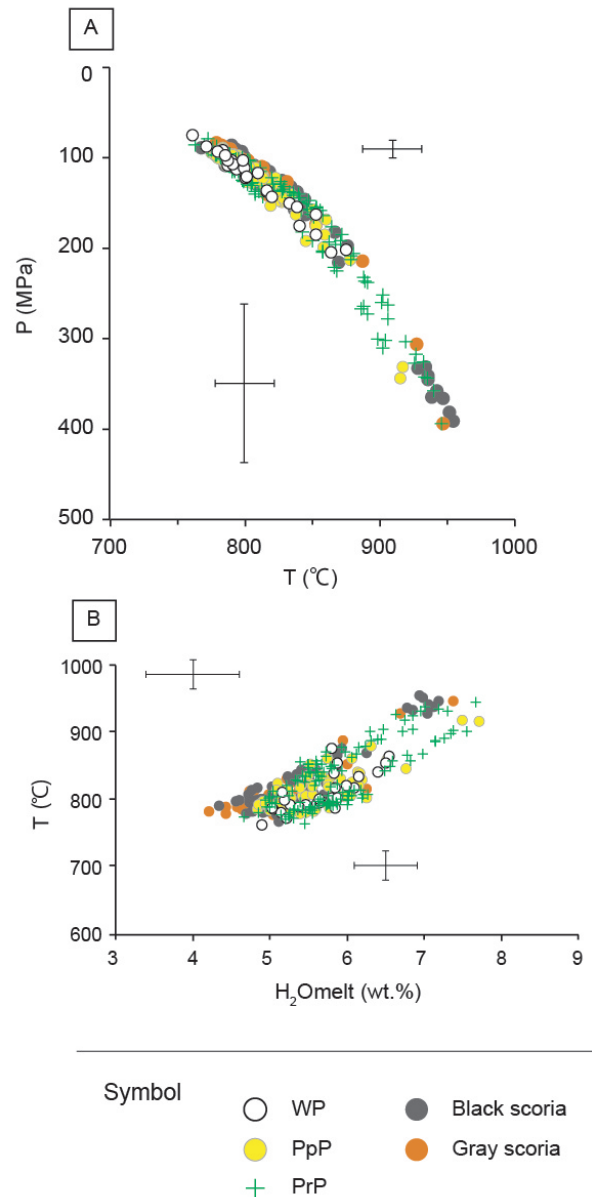 A
0
100
200
300
400
500
P (MPa)
700 800 900 1000
T (℃)
B
1000
900
800
700
600
T (℃)
3 4 5 6 7 8 9
H₂Omelt (wt.%)
Symbol
WP Black scoria
PpP Gray scoria
PrP